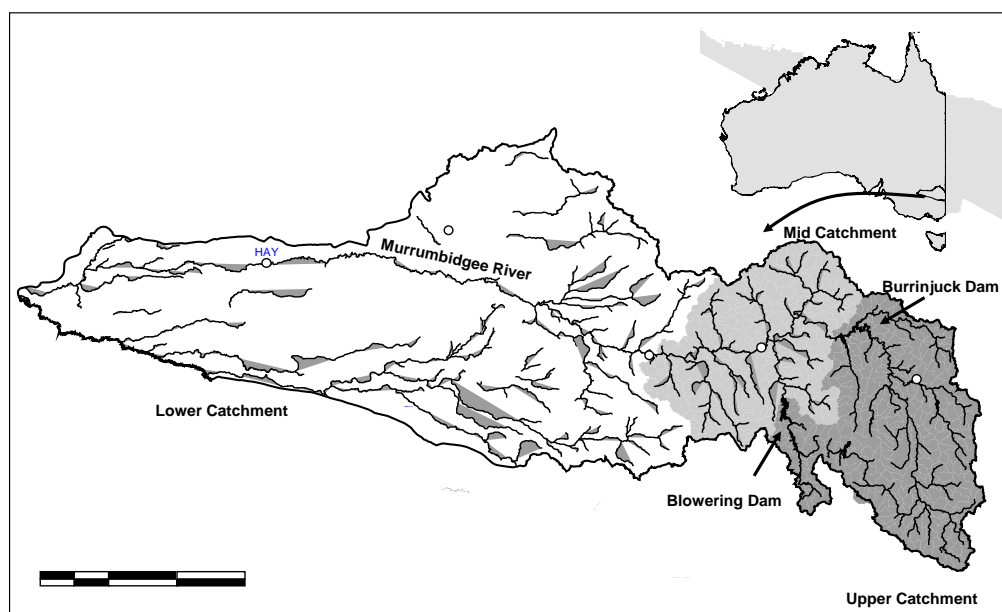 Mid Catchment
HAY
Murrumbidgee River
Burrinjuck Dam
Lower Catchment
Blowering Dam
Upper Catchment